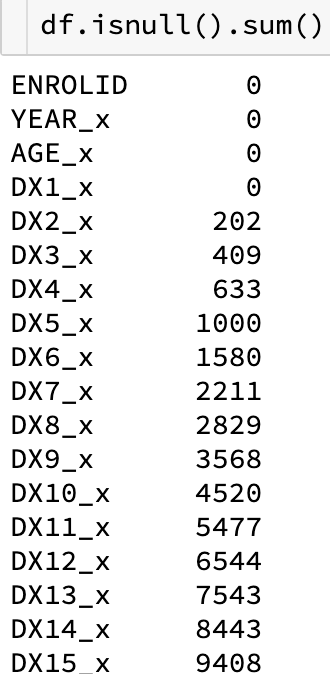 df.isnull().sum()
ENROLID 0
YEAR_x 0
AGE_x 0
DX1_x 0
DX2_x 202
DX3_x 409
DX4_x 633
DX5_x 1000
DX6_x 1580
DX7_x 2211
DX8_x 2829
DX9_x 3568
DX10_x 4520
DX11_x 5477
DX12_x 6544
DX13_x 7543
DX14_x 8443
DX15_x 9408